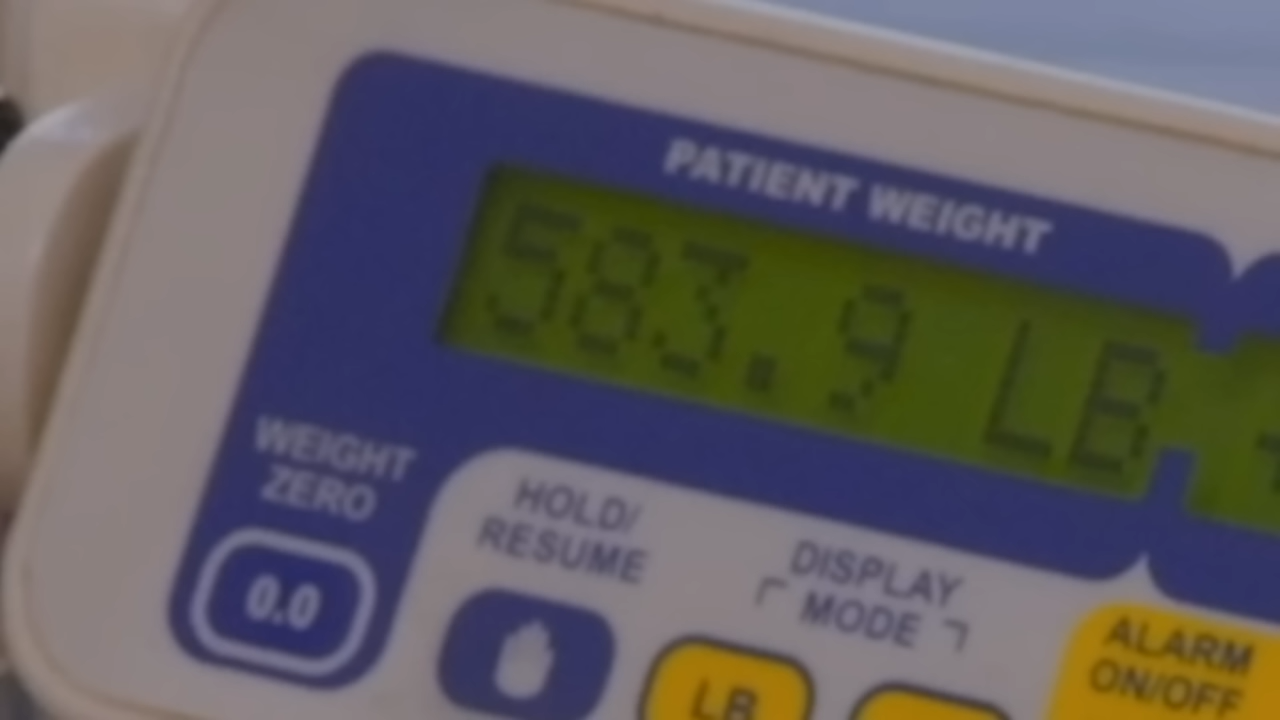 PATIENT WEIGHT
583.9 LB
WEIGHT
ZERO
0.0
HOLD/
RESUME
DISPLAY
MODE
LB
ALARM
ON/OFF